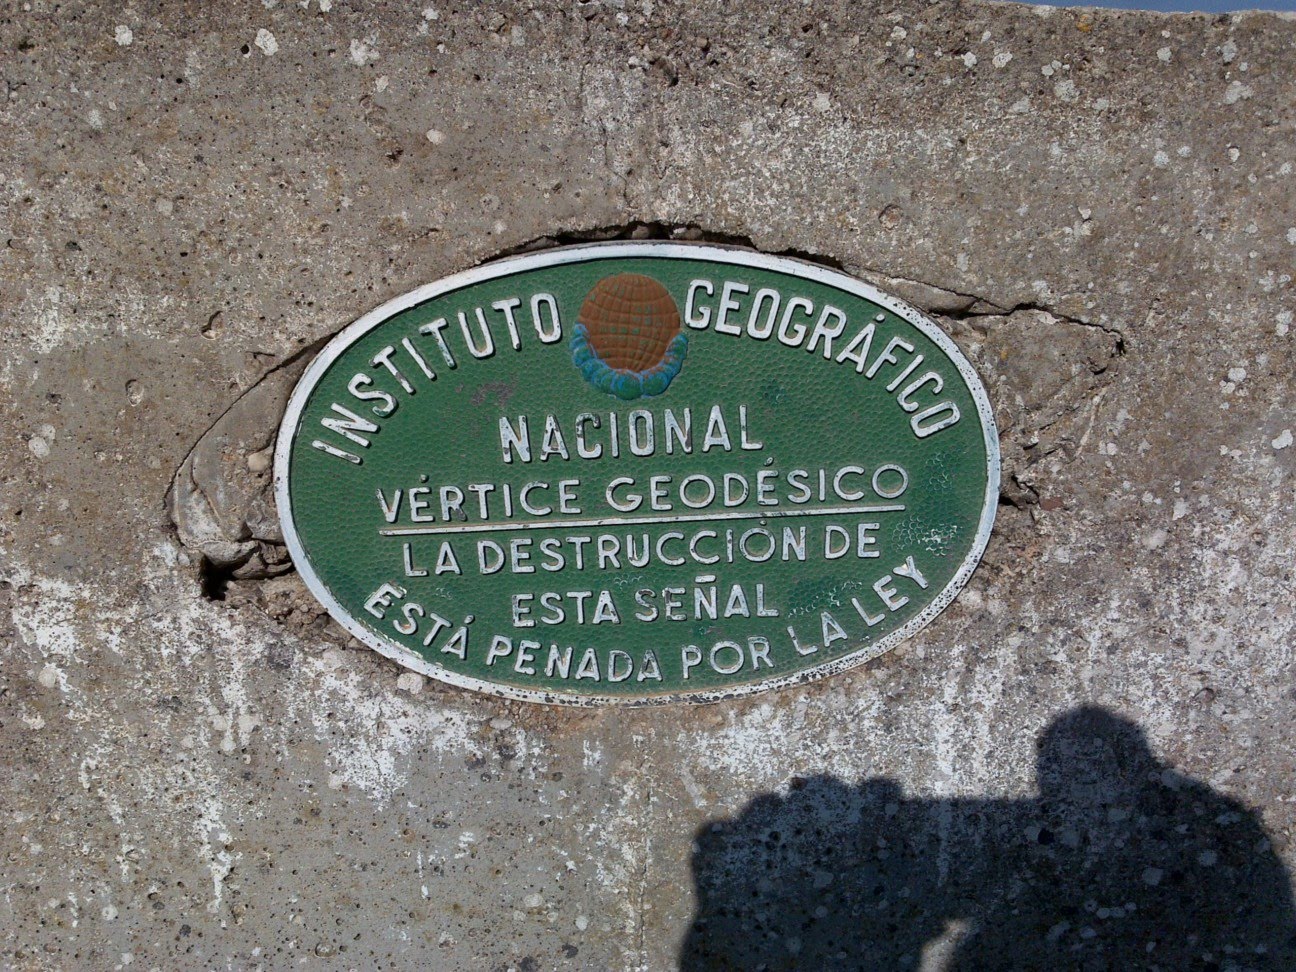 INSTITUTO GEOGRÁFICO
NACIONAL
VÉRTICE GEODÉSICO
LA DESTRUCCIÓN DE
ESTA SEÑAL
ESTÁ PENADA POR LA LEY